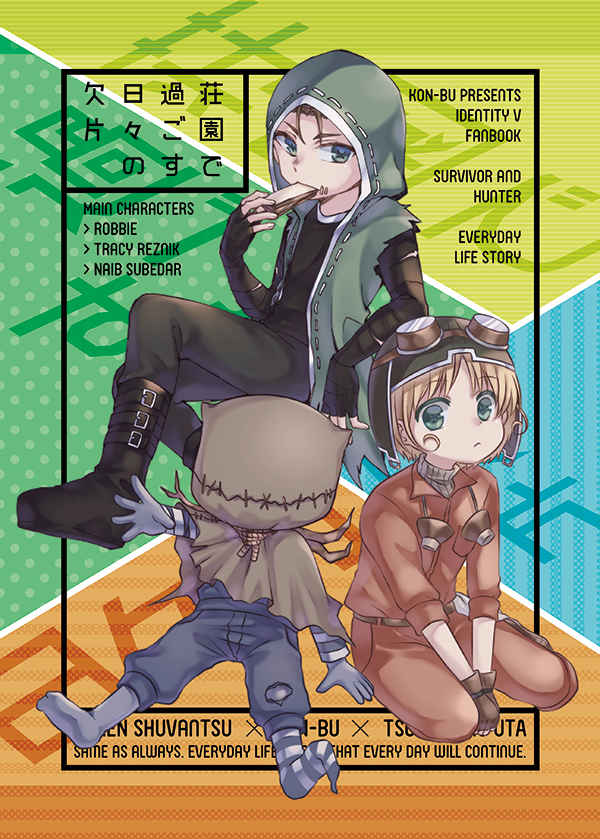 荘園で
過ごす
日々の
欠片
MAIN CHARACTERS
> ROBBIE
> TRACY REZNIK
> NAIB SUBEDAR
KON-BU PRESENTS
IDENTITY V
FANBOOK
SURVIVOR AND
HUNTER
EVERYDAY
LIFE STORY
SHUVANTSU × ×
SAME AS ALWAYS. EVERYDAY LIFE THAT EVERY DAY WILL CONTINUE.